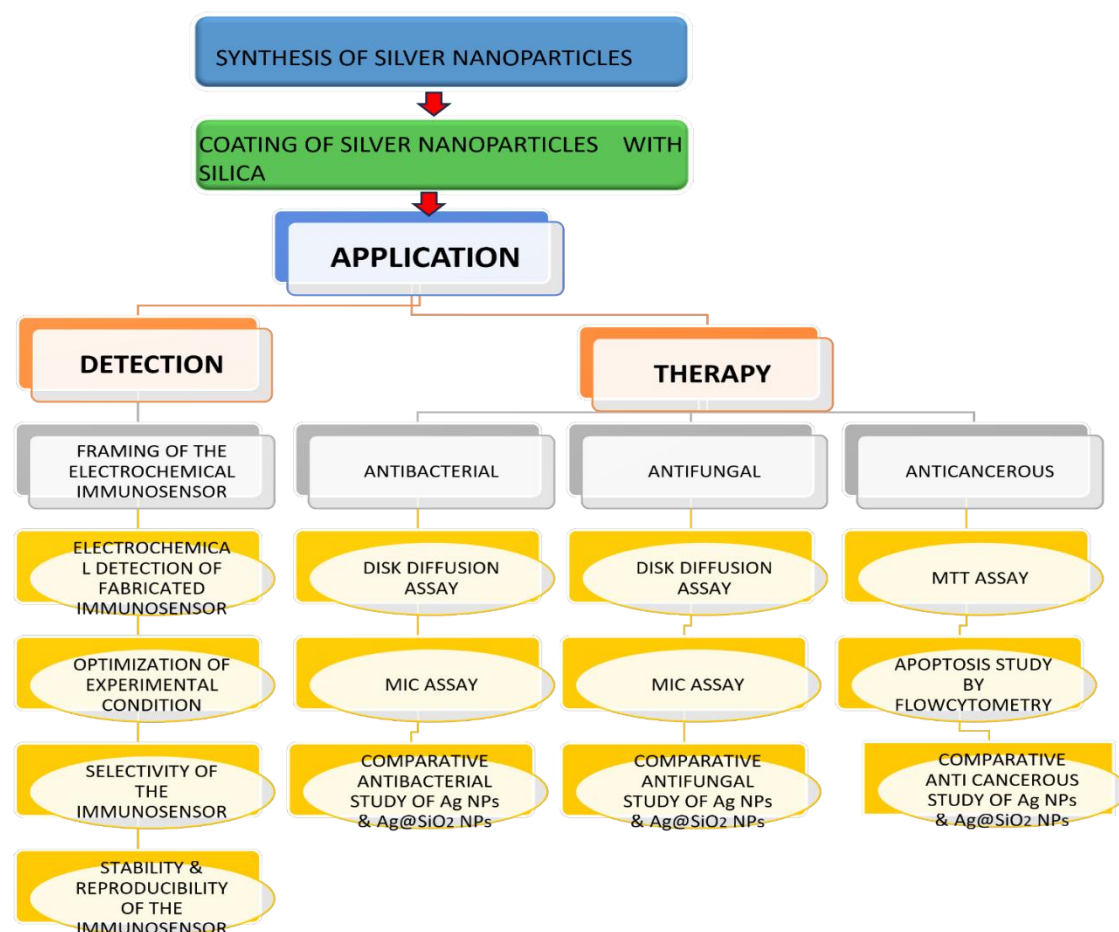 SYNTHESIS OF SILVER NANOPARTICLES
COATING OF SILVER NANOPARTICLES WITH
SILICA
APPLICATION
DETECTION
THERAPY
FRAMING OF THE
ELECTROCHEMICAL
IMMUNOSENSOR
ANTIBACTERIAL
ANTIFUNGAL
ANTICANCEROUS
ELECTROCHEMICA
L DETECTION OF
FABRICATED
IMMUNOSENSOR
DISK DIFFUSION
ASSAY
DISK DIFFUSION
ASSAY
MTT ASSAY
OPTIMIZATION OF
EXPERIMENTAL
CONDITION
MIC ASSAY
MIC ASSAY
APOPTOSIS STUDY
BY
FLOWCYTOMETRY
SELECTIVITY OF
THE
IMMUNOSENSOR
COMPARATIVE
ANTIBACTERIAL
STUDY OF Ag NPs
& Ag@SiO₂ NPs
COMPARATIVE
ANTIFUNGAL
STUDY OF Ag NPs
& Ag@SiO₂ NPs
COMPARATIVE
ANTI CANCEROUS
STUDY OF Ag NPs
& Ag@SiO₂ NPs
STABILITY &
REPRODUCIBILITY
OF THE
IMMUNOSENSOR